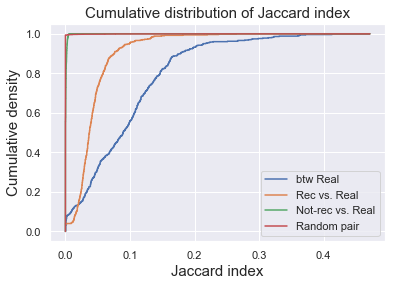 Cumulative distribution of Jaccard index
Cumulative density
1.0
0.8
0.6
0.4
0.2
0.0
btw Real
Rec vs. Real
Not-rec vs. Real
Random pair
0.0 0.1 0.2 0.3 0.4
Jaccard index